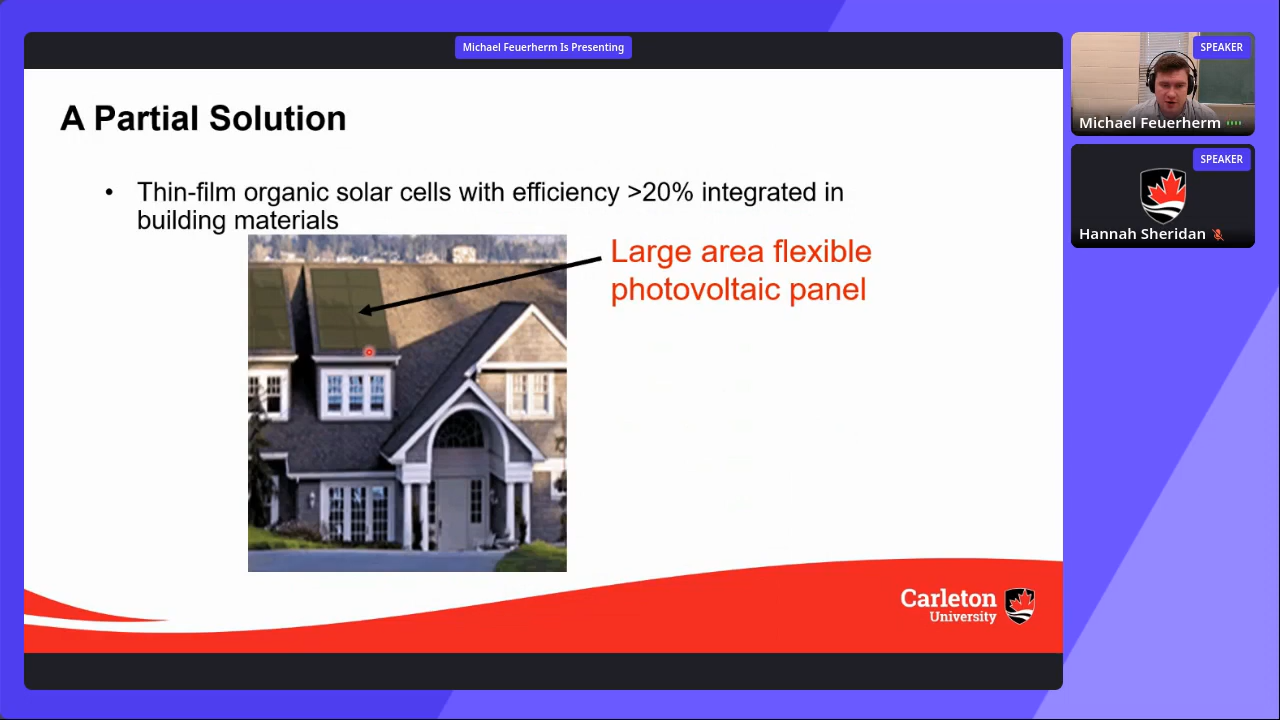 Michael Feuerherm Is Presenting
SPEAKER
Michael Feuerherm
SPEAKER
Hannah Sheridan
A Partial Solution
• Thin-film organic solar cells with efficiency >20% integrated in
building materials
Large area flexible
photovoltaic panel
Carleton
University